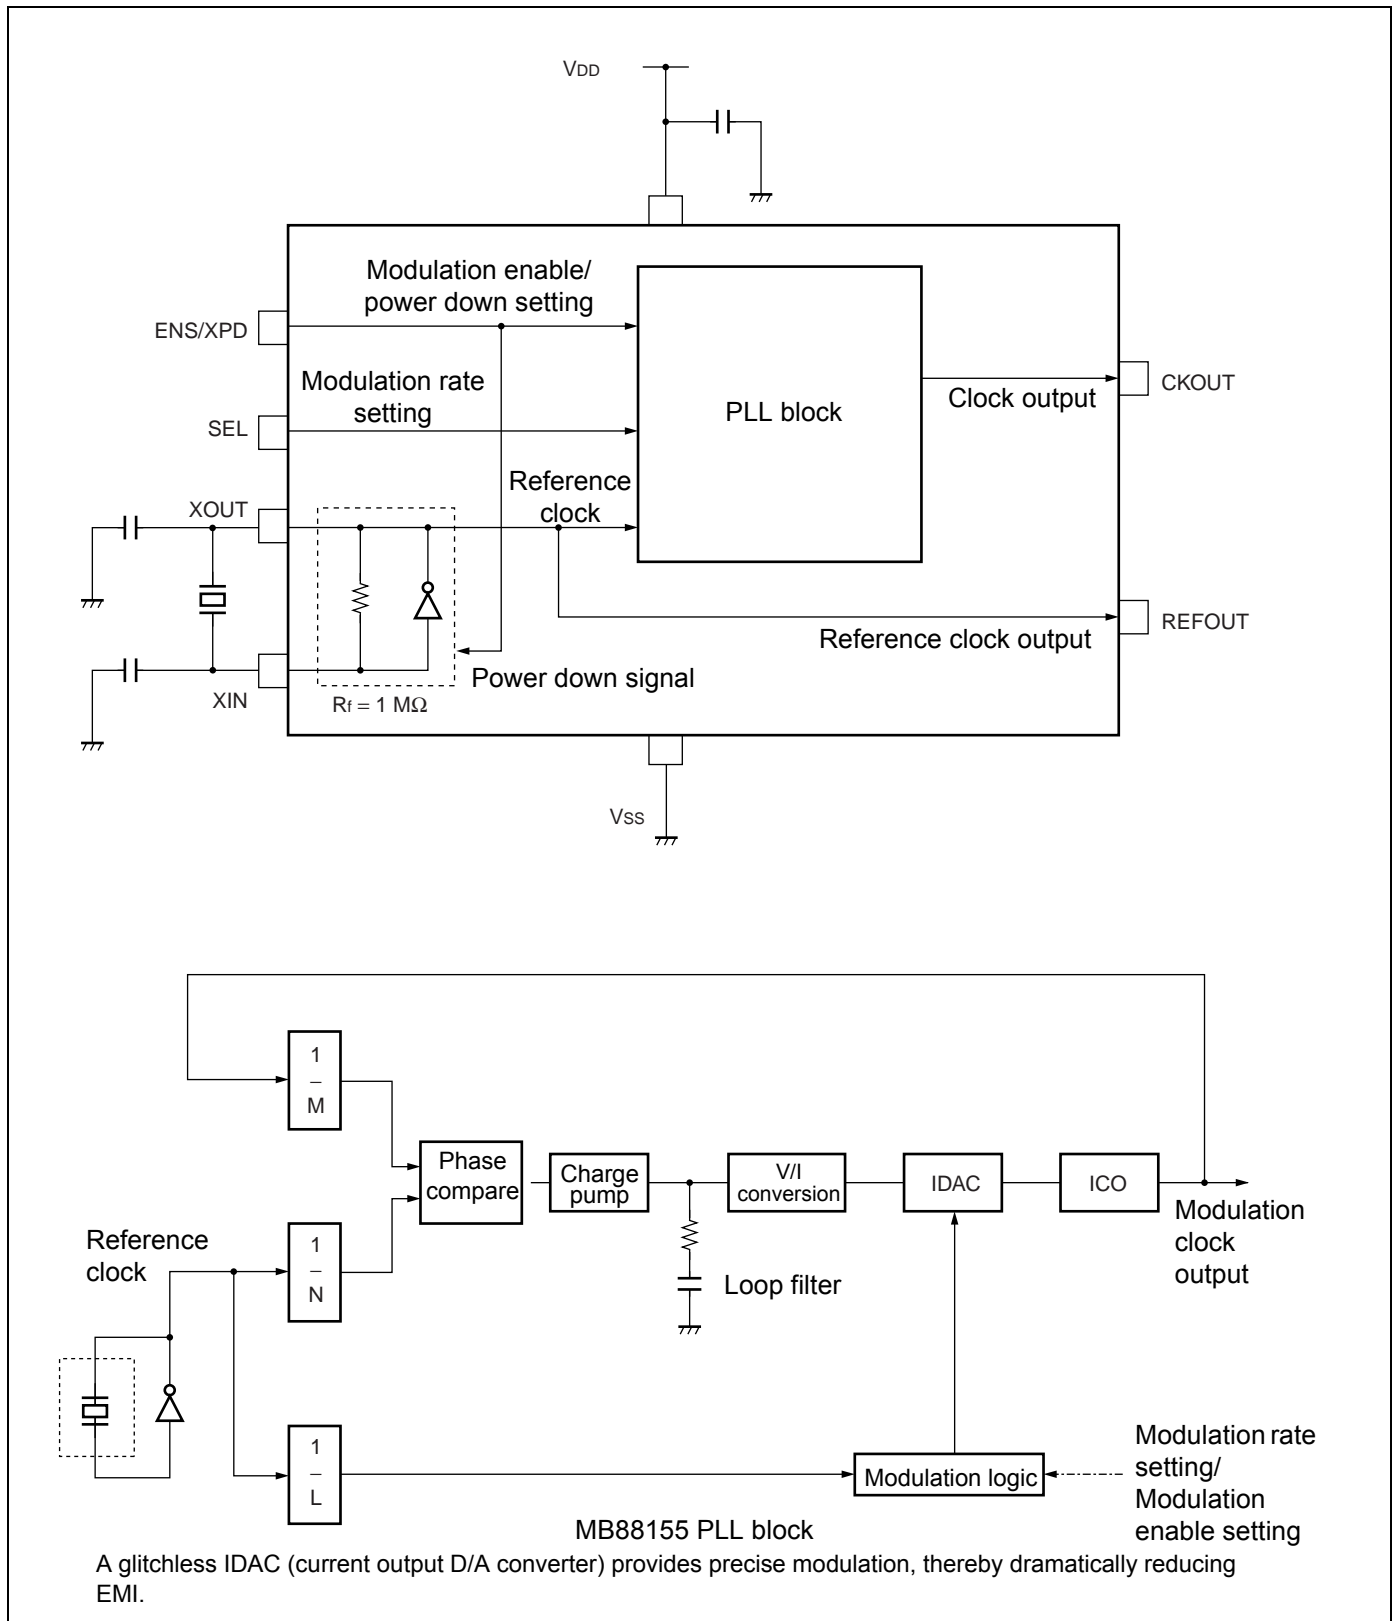 VDD
Modulation enable/
power down setting
ENS/XPD
Modulation rate
setting
SEL
PLL block
Clock output
CKOUT
Reference
clock
XOUT
Reference clock output
REFOUT
Power down signal
XIN
Rf = 1 MΩ
VSS
1
M
Phase
compare
Charge
pump
V/I
conversion
IDAC
ICO
Modulation
clock
output
Reference
clock
1
N
Loop filter
1
L
Modulation logic
Modulation rate
setting/
Modulation
enable setting
MB88155 PLL block
A glitchless IDAC (current output D/A converter) provides precise modulation, thereby dramatically reducing
EMI.